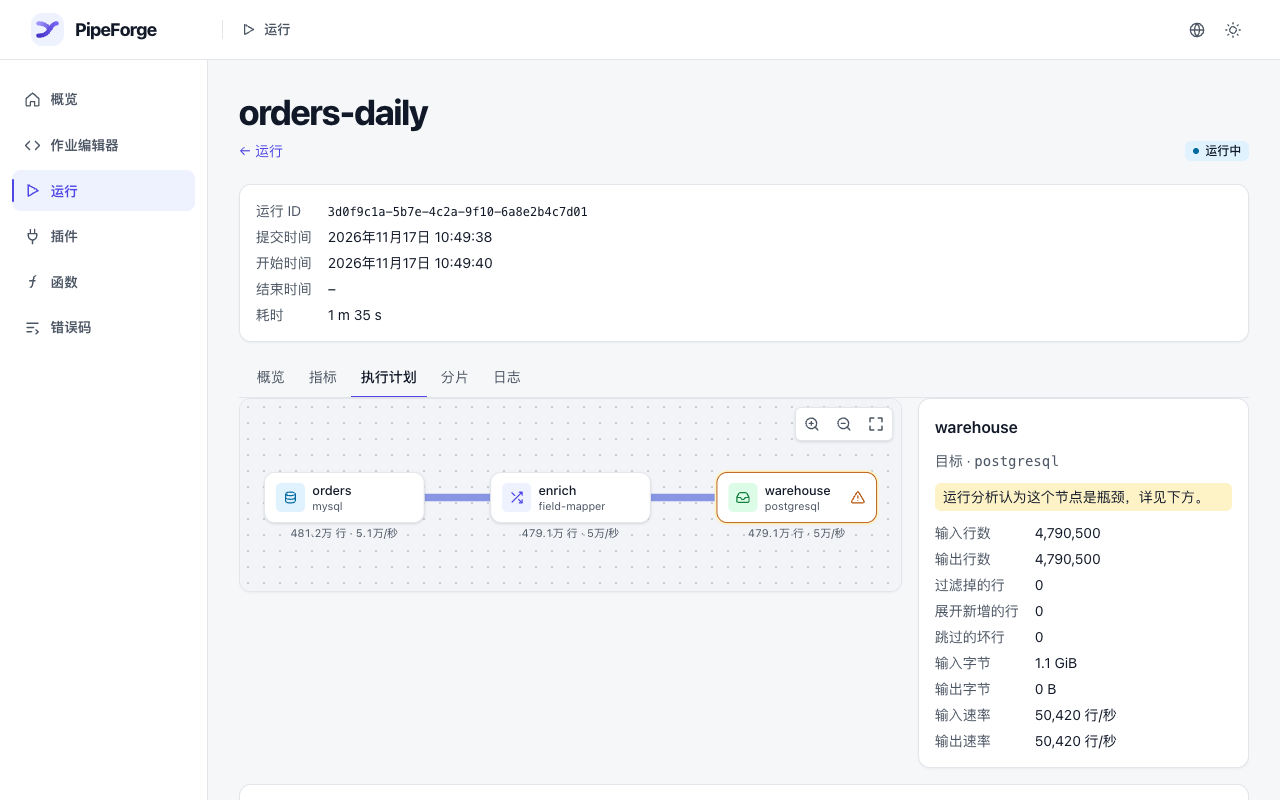 PipeForge
运行
概览
作业编辑器
运行
插件
函数
错误码
orders-daily
← 运行
运行中
运行 ID 3d0f9c1a-5b7e-4c2a-9f10-6a8e2b4c7d01
提交时间 2026年11月17日 10:49:38
开始时间 2026年11月17日 10:49:40
结束时间 –
耗时 1 m 35 s
概览 指标 执行计划 分片 日志
orders
mysql
481.2万 行 · 5.1万/秒
enrich
field-mapper
479.1万 行 · 5万/秒
warehouse
postgresql
479.1万 行 · 5万/秒
warehouse
目标 · postgresql
运行分析认为这个节点是瓶颈，详见下方。
输入行数 4,790,500
输出行数 4,790,500
过滤掉的行 0
展开新增的行 0
跳过的坏行 0
输入字节 1.1 GiB
输出字节 0 B
输入速率 50,420 行/秒
输出速率 50,420 行/秒